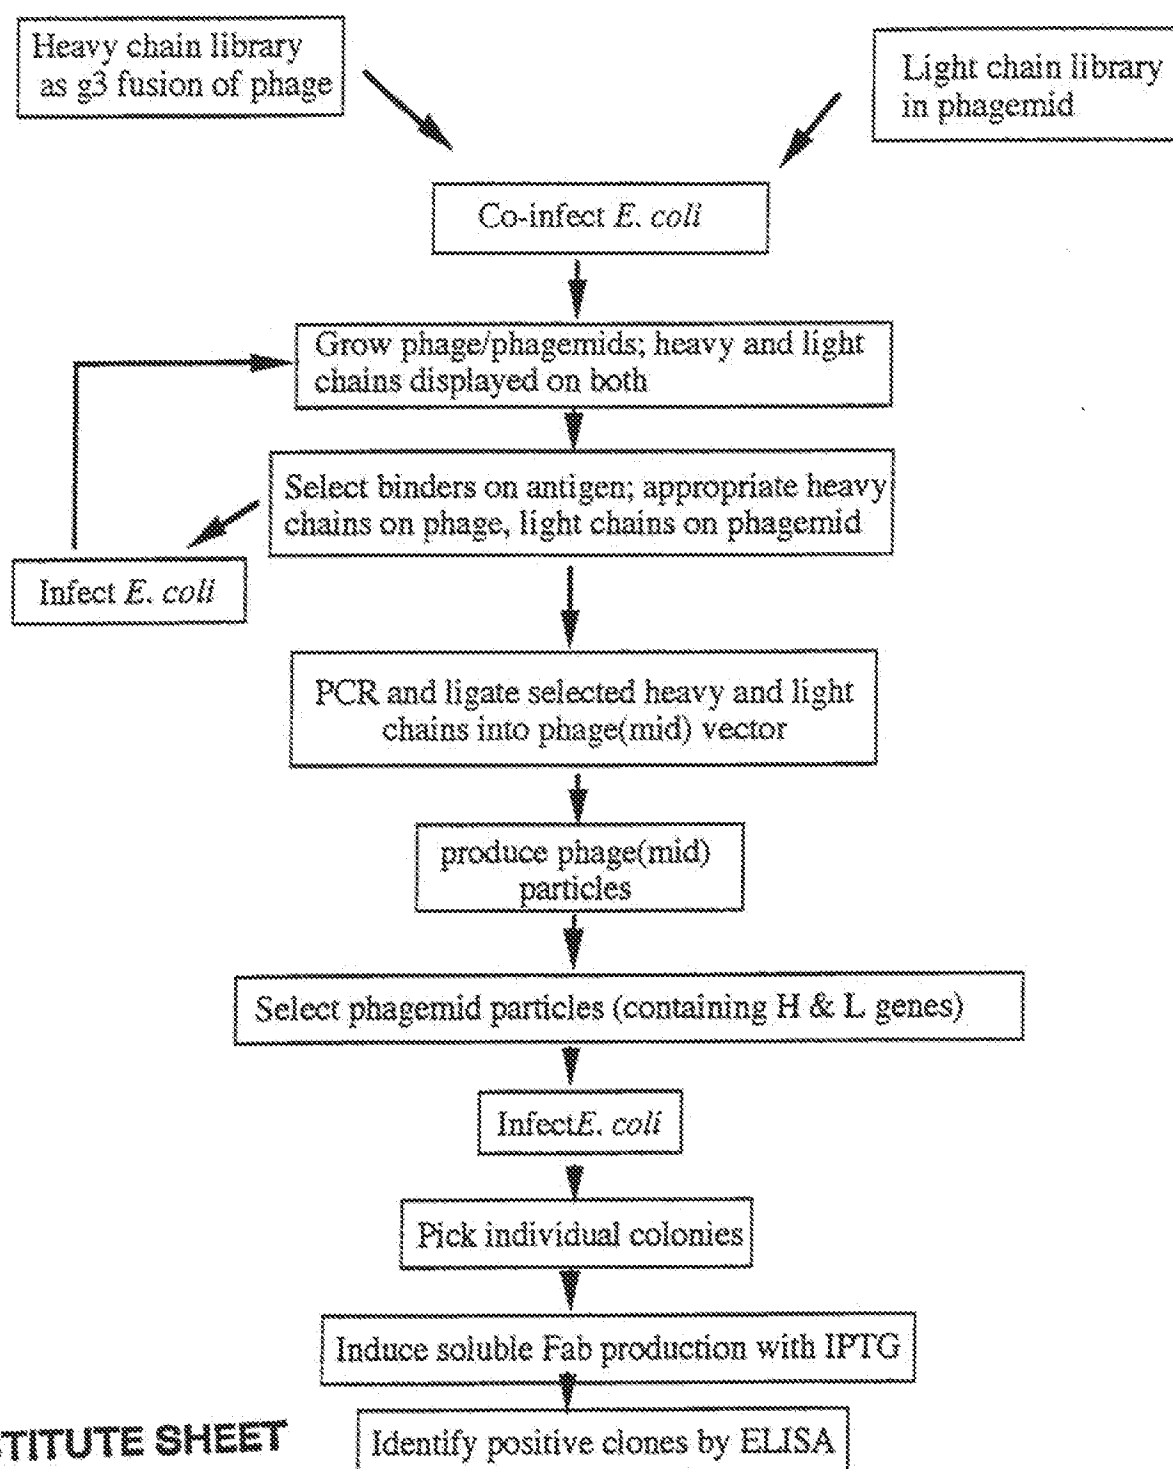 Heavy chain library
as g3 fusion of phage
Light chain library
in phagemid
Co-infect E. coli
Grow phage/phagemids; heavy and light
chains displayed on both
Select binders on antigen; appropriate heavy
chains on phage, light chains on phagemid
Infect E. coli
PCR and ligate selected heavy and light
chains into phage(mid) vector
produce phage(mid)
particles
Select phagemid particles (containing H & L genes)
InfectE. coli
Pick individual colonies
Induce soluble Fab production with IPTG
TITUTE SHEET
Identify positive clones by ELISA